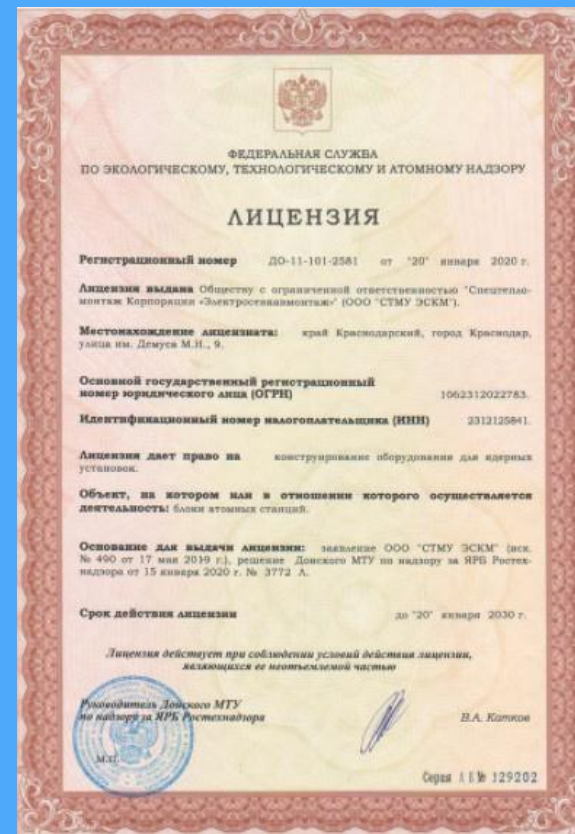 ФЕДЕРАЛЬНАЯ СЛУЖБА
ПО ЭКОЛОГИЧЕСКОМУ, ТЕХНОЛОГИЧЕСКОМУ И АТОМНОМУ НАДЗОРУ
ЛИЦЕНЗИЯ
Регистрационный номер ДО-11-101-2581 от "20" января 2020 г.
Лицензия выдана Обществу с ограниченной ответственностью "Спецтепло-
монтаж Корпорации «Электросевкавмонтаж» (ООО "СТМУ ЭСКМ").
Местонахождение лицензиата: край Краснодарский, город Краснодар,
улица им. Демуса М.Н., 9.
Основной государственный регистрационный
номер юридического лица (ОГРН) 1062312022783.
Идентификационный номер налогоплательщика (ИНН) 2312125841.
Лицензия дает право на конструирование оборудования для ядерных
установок.
Объект, на котором или в отношении которого осуществляется
деятельность: блоки атомных станций.
Основание для выдачи лицензии: заявление ООО "СТМУ ЭСКМ" (исх.
№ 490 от 17 мая 2019 г.), решение Донского МТУ по надзору за ЯРБ Ростех-
надзора от 15 января 2020 г. № 3772 Л.
Срок действия лицензии до "20" января 2030 г.
Лицензия действует при соблюдении условий действия лицензии,
являющихся ее неотъемлемой частью
Руководитель Донского МТУ
по надзору за ЯРБ Ростехнадзора В.А. Катков
М.П.
Серия А В № 329202